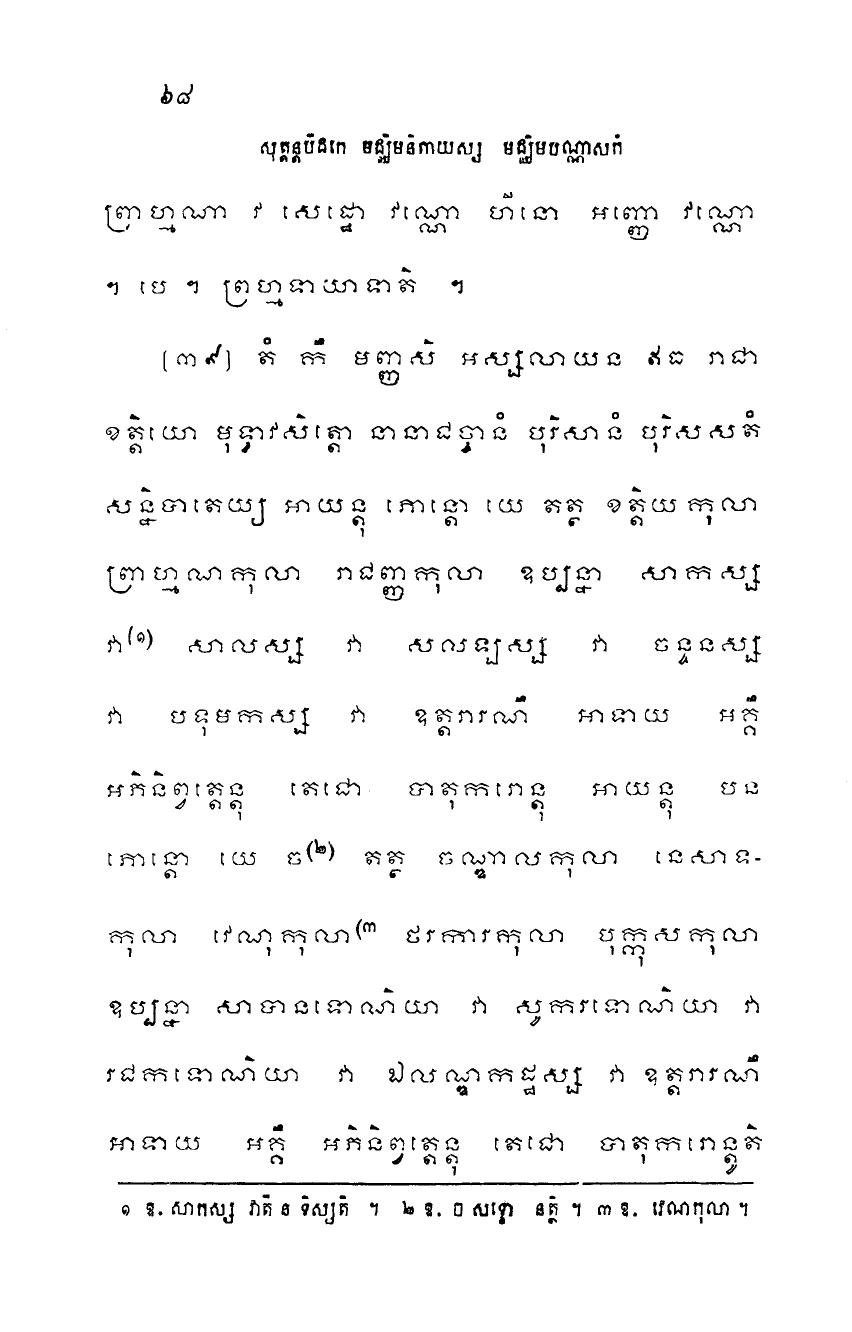 ៦៨
សុត្តន្តបិដកេ មជ្ឈិមនិកាយស្ស មជ្ឈិមបណ្ណាសកំ
ព្រាហ្មណា វ សេដ្ឋោ វណ្ណោ ហីនោ អញ្ញោ វណ្ណោ
។ បេ ។ ព្រហ្មទាយាទាតិ ។
[៣៩] តំ កឹ មញ្ញសិ អស្សលាយន ឥធ រាជា
ខត្តិយោ មុទ្ធាវសិត្តោ នានាជច្ចានំ បុរិសានំ បុរិសសតំ
សន្និបាតេយ្យ អាយន្តុ ភោន្តោ យេ តត្ថ ខត្តិយកុលា
ព្រាហ្មណកុលា រាជញ្ញកុលា ឧប្បន្នា សាកស្ស
វា(១) សាលស្ស វា សលឡស្ស វា ចន្ទនស្ស
វា បទុមកស្ស វា ឧត្តរារណឹ អាទាយ អគ្គឹ
អភិនិព្វត្តេន្តុ តេជោ បាតុករោន្តុ អាយន្តុ បន
ភោន្តោ យេ ច(២) តត្ថ ចណ្ឌាលកុលា នេសាទ-
កុលា វេណុកុលា(៣ ថរការកុលា បុក្កុសកុលា
ឧប្បន្នា សាបានទោណិយា វា សូករទោណិយា វា
រជកទោណិយា វា ឯលណ្ឌកដ្ឋស្ស វា ឧត្តរារណឹ
អាទាយ អគ្គឹ អភិនិព្វត្តេន្តុ តេជោ បាតុករោន្តូតិ
១ ឱ. សាកស្ស វាតិ ន ទិស្សតិ ។ ២ ឱ. ច សទ្ទោ នត្ថិ ។ ៣ ឱ. វេណកុលា ។